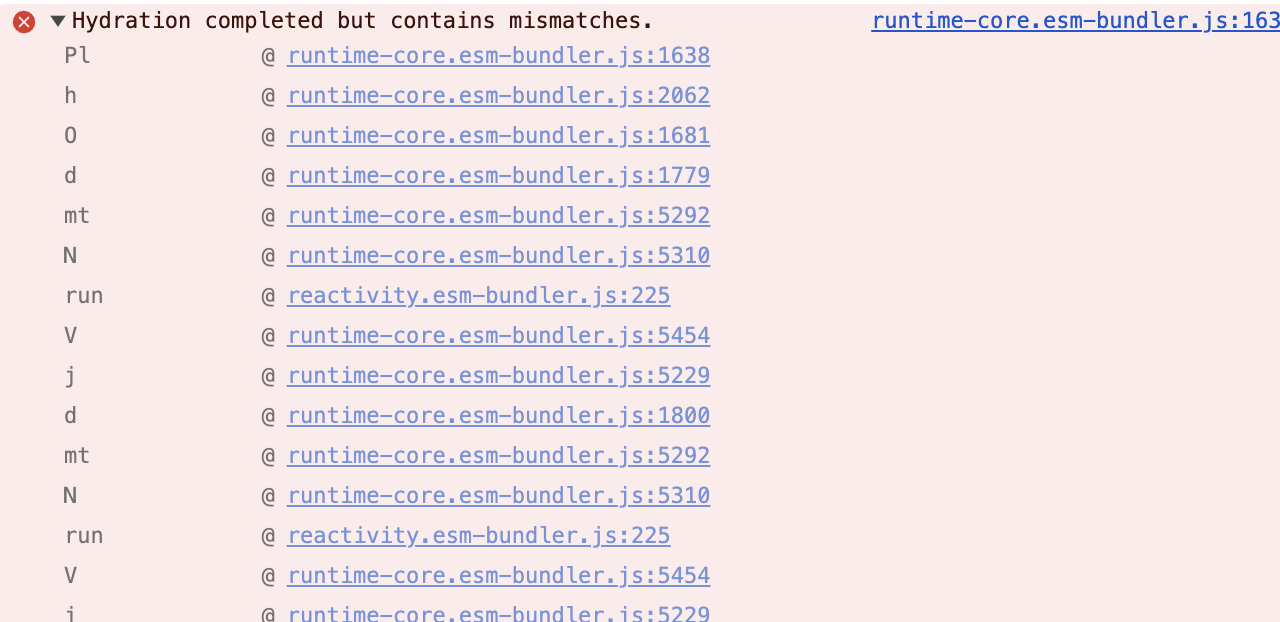 Hydration completed but contains mismatches. runtime-core.esm-bundler.js:163
Pl @ runtime-core.esm-bundler.js:1638
h @ runtime-core.esm-bundler.js:2062
O @ runtime-core.esm-bundler.js:1681
d @ runtime-core.esm-bundler.js:1779
mt @ runtime-core.esm-bundler.js:5292
N @ runtime-core.esm-bundler.js:5310
run @ reactivity.esm-bundler.js:225
V @ runtime-core.esm-bundler.js:5454
j @ runtime-core.esm-bundler.js:5229
d @ runtime-core.esm-bundler.js:1800
mt @ runtime-core.esm-bundler.js:5292
N @ runtime-core.esm-bundler.js:5310
run @ reactivity.esm-bundler.js:225
V @ runtime-core.esm-bundler.js:5454
j @ runtime-core.esm-bundler.js:5229